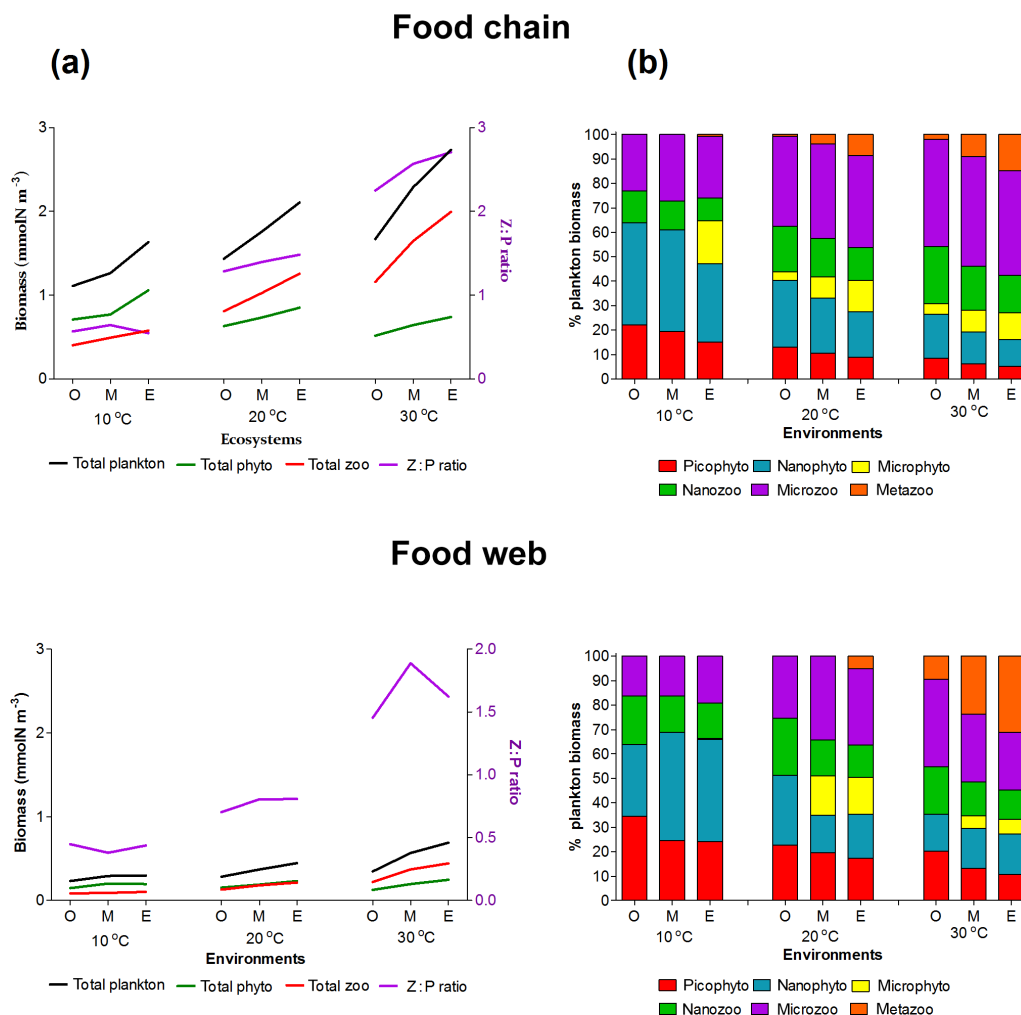 Food chain
(a)
(b)
3
2
1
0
Biomass (mmolN m⁻³)
3
2
1
0
Z:P ratio
O M E O M E O M E
10 °C 20 °C 30 °C
Ecosystems
Total plankton Total phyto Total zoo Z:P ratio
100
90
80
70
60
50
40
30
20
10
0
% plankton biomass
O M E O M E O M E
10 °C 20 °C 30 °C
Environments
Picophyto Nanophyto Microphyto
Nanozoo Microzoo Metazoo
Food web
3
2
1
0
Biomass (mmolN m⁻³)
2.0
1.5
1.0
0.5
0.0
Z:P ratio
O M E O M E O M E
10 °C 20 °C 30 °C
Environments
Total plankton Total phyto Total zoo Z:P ratio
100
90
80
70
60
50
40
30
20
10
0
% plankton biomass
O M E O M E O M E
10 °C 20 °C 30 °C
Environments
Picophyto Nanophyto Microphyto
Nanozoo Microzoo Metazoo